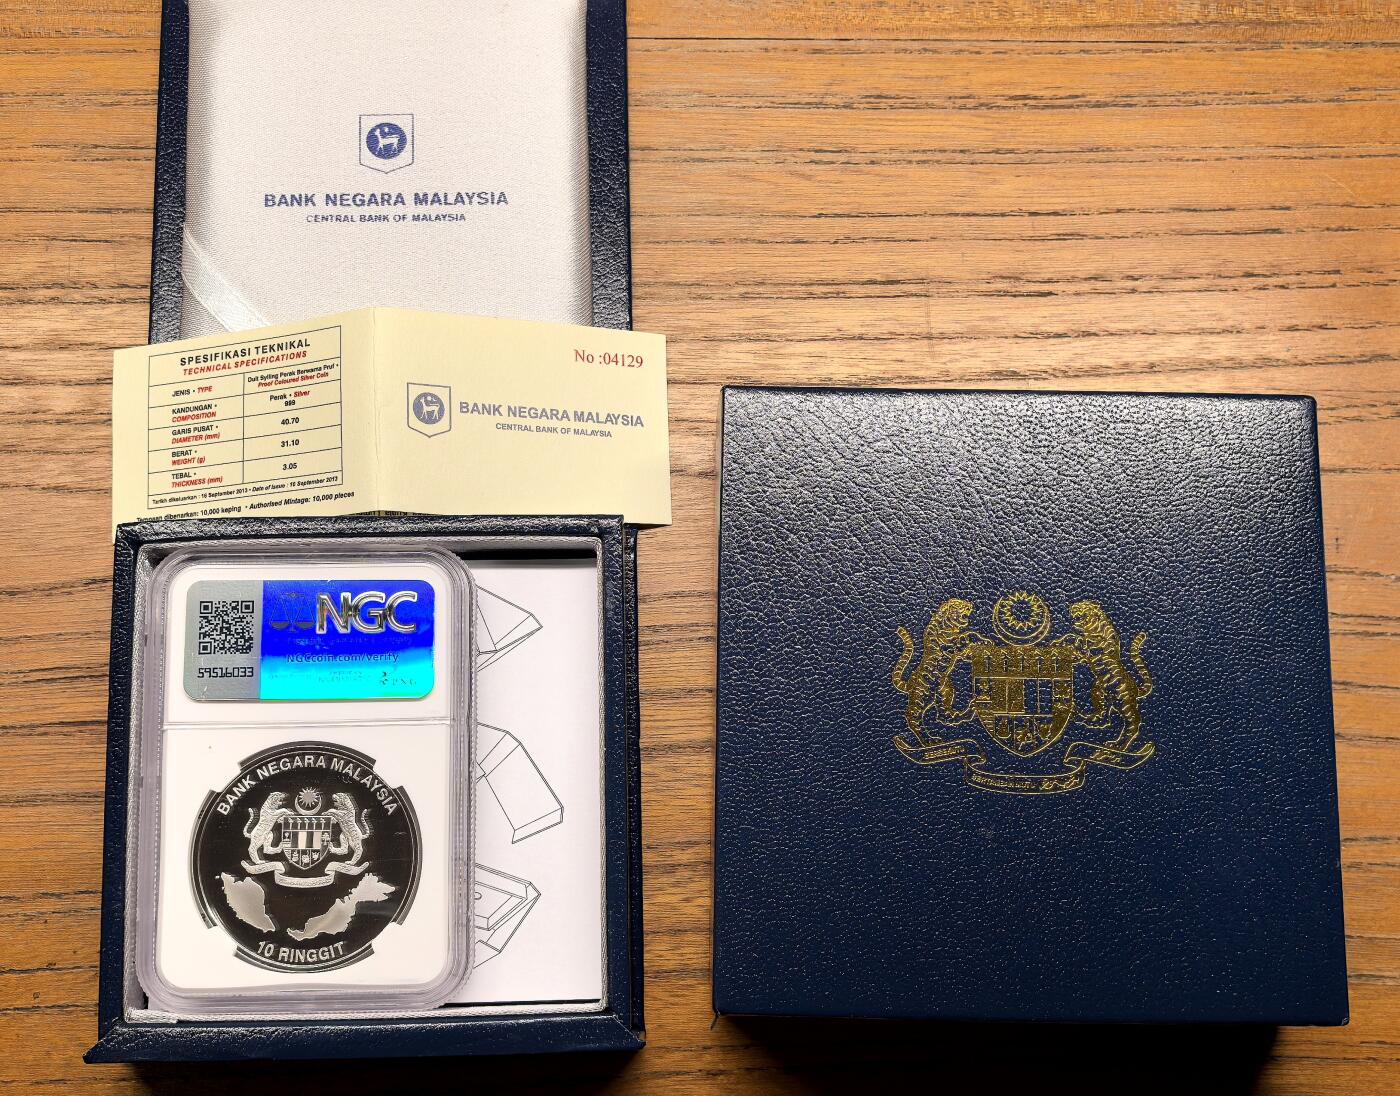 BANK NEGARA MALAYSIA
CENTRAL BANK OF MALAYSIA
SPESIFIKASI TEKNIKAL
TECHNICAL SPECIFICATIONS
JENIS • TYPE
Duit Syiling Perak Berwarna Pruf •
Proof Coloured Silver Coin
KANDUNGAN •
COMPOSITION
Perak • Silver
999
GARIS PUSAT •
DIAMETER (mm)
40.70
BERAT •
WEIGHT (g)
31.10
TEBAL •
THICKNESS (mm)
3.05
Tarikh dikeluarkan : 16 September 2013 • Date of Issue : 16 September 2013
dibenarkan: 10,000 keping • Authorised Mintage: 10,000 pieces
No :04129
BANK NEGARA MALAYSIA
CENTRAL BANK OF MALAYSIA
NGC
NGCcoin.com/verify
59516033
PNG
BANK NEGARA MALAYSIA
10 RINGGIT